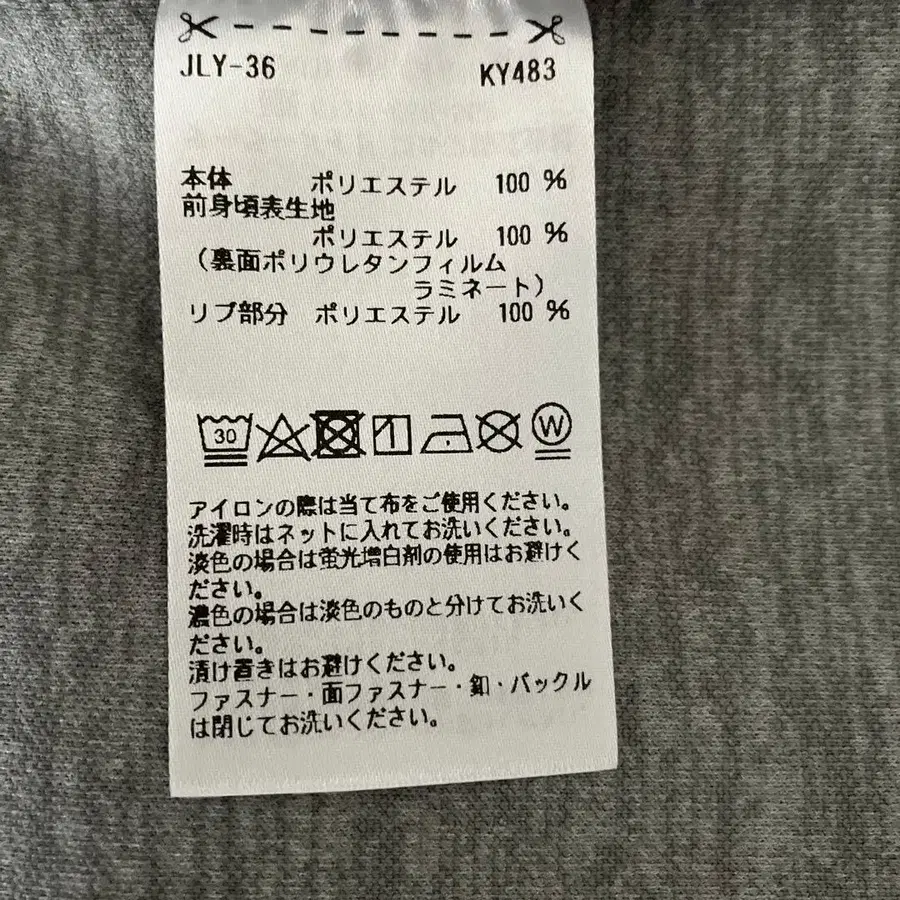 JLY-36 KY483
本体 ポリエステル 100 %
前身頃表生地
ポリエステル 100 %
（裏面ポリウレタンフィルム
ラミネート）
リブ部分 ポリエステル 100 %
30 W
アイロンの際は当て布をご使用ください。
洗濯時はネットに入れてお洗いください。
淡色の場合は蛍光増白剤の使用はお避けく
ださい。
濃色の場合は淡色のものと分けてお洗いく
ださい。
漬け置きはお避けください。
ファスナー・面ファスナー・釦・バックル
は閉じてお洗いください。